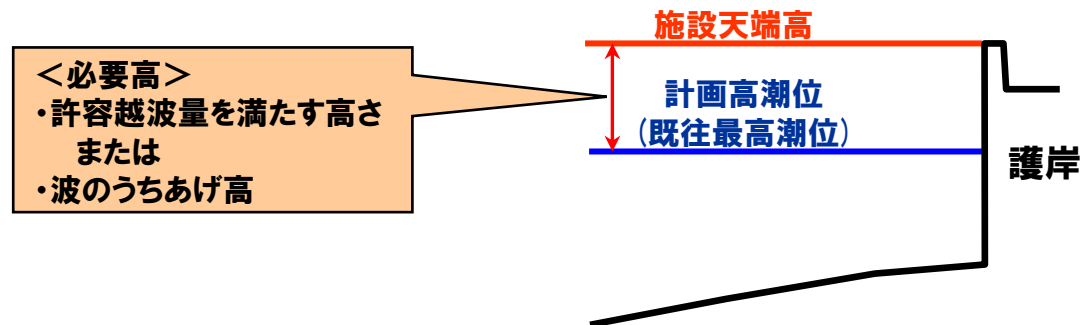 施設天端高
＜必要高＞
・許容越波量を満たす高さ
または
・波のうちあげ高
計画高潮位
(既往最高潮位)
護岸